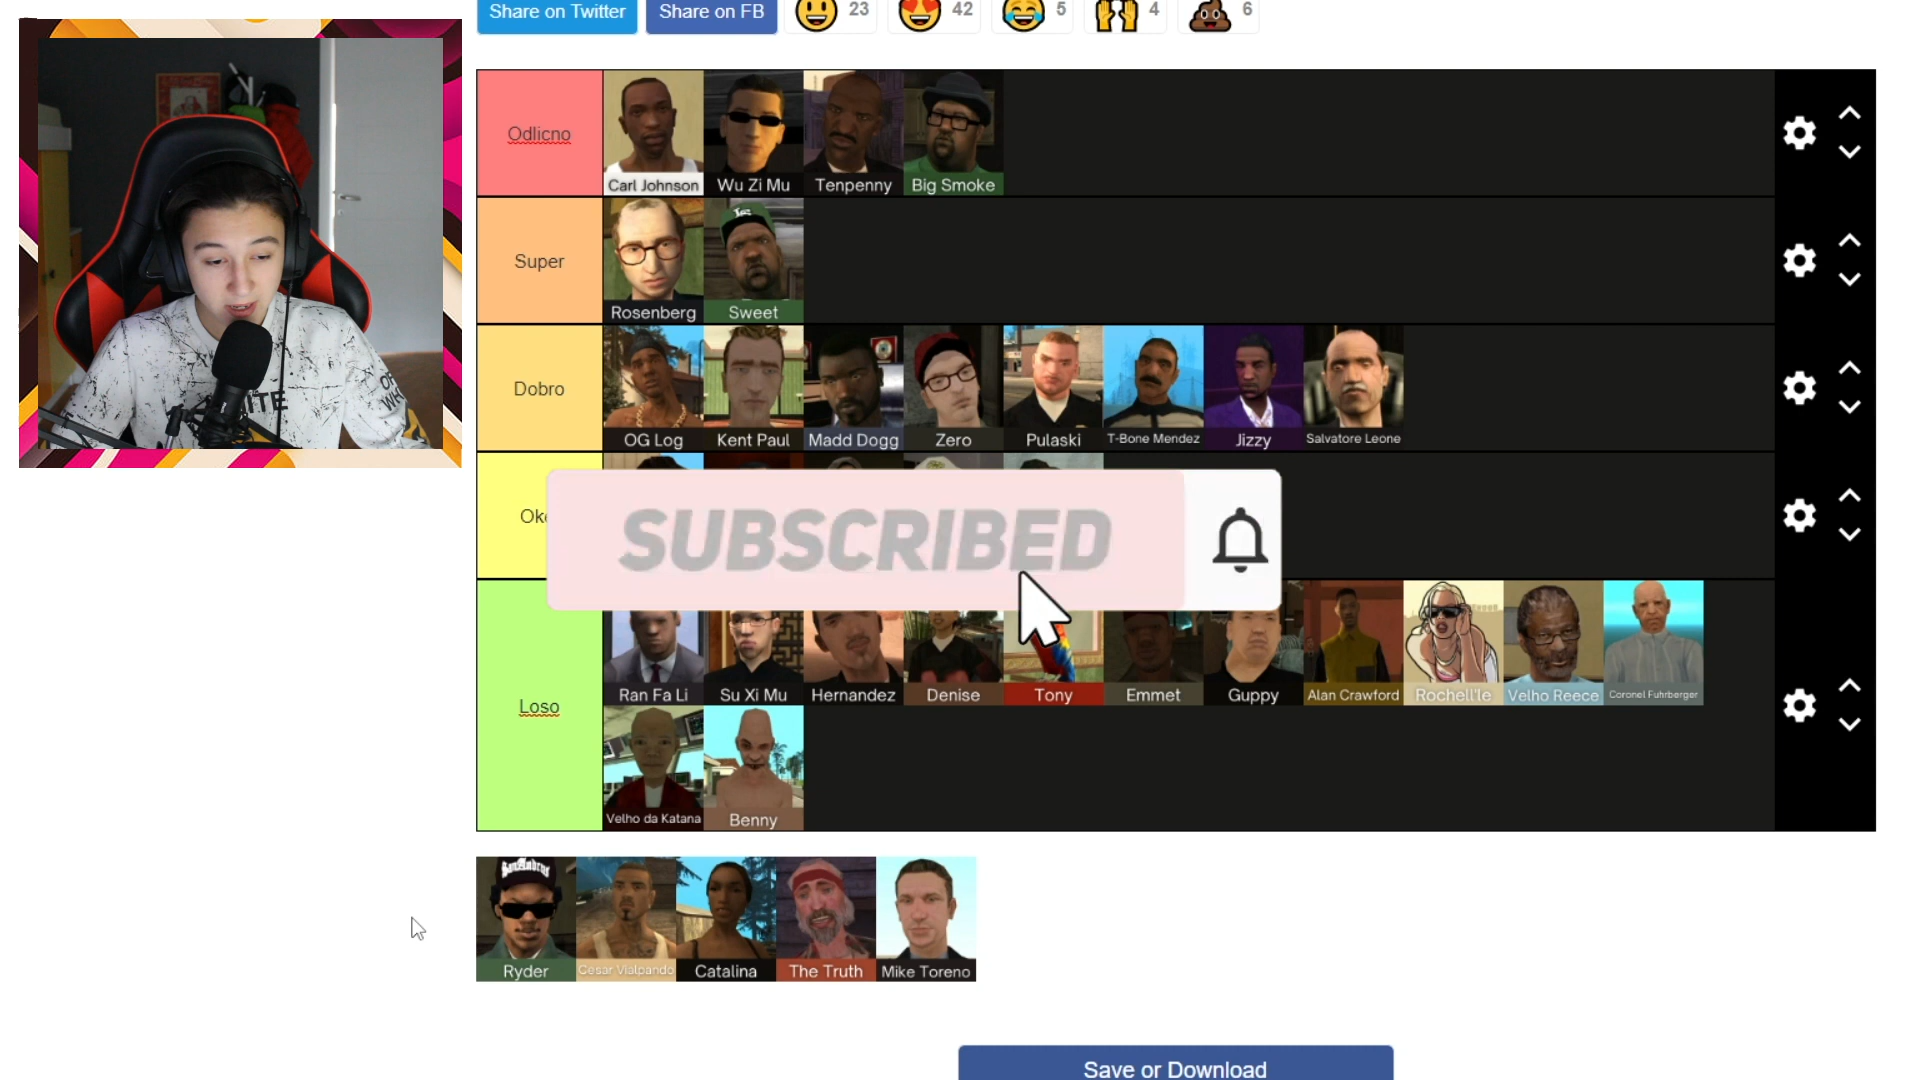 Share on Twitter
Share on FB
23
42
5
4
6
Odlicno
Carl Johnson
Wu Zi Mu
Tenpenny
Big Smoke
Super
Rosenberg
Sweet
Dobro
OG Log
Kent Paul
Madd Dogg
Zero
Pulaski
T-Bone Mendez
Jizzy
Salvatore Leone
SUBSCRIBED
Loso
Ran Fa Li
Su Xi Mu
Hernandez
Denise
Tony
Emmet
Guppy
Alan Crawford
Rochell'le
Velho Reece
Coronel Fuhrberger
Velho da Katana
Benny
Ryder
Cesar Vialpando
Catalina
The Truth
Mike Toreno
Save or Download